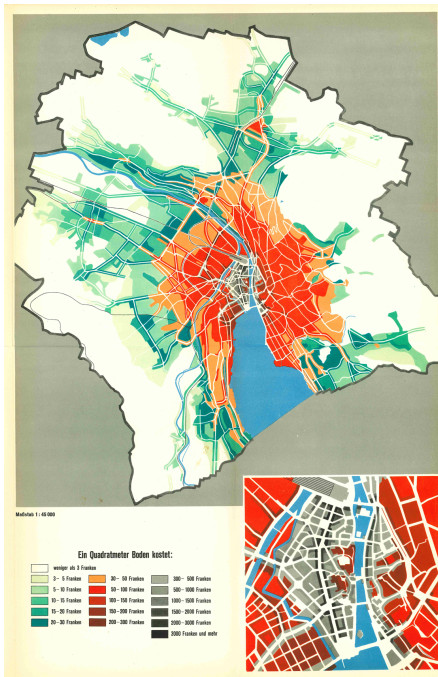 Maßstab 1 : 45 000
Ein Quadratmeter Boden kostet:
weniger als 3 Franken
3 – 5 Franken
5 – 10 Franken
10 – 15 Franken
15 – 20 Franken
20 – 30 Franken
30 – 50 Franken
50 – 100 Franken
100 – 150 Franken
150 – 200 Franken
200 – 300 Franken
300 – 500 Franken
500 – 1000 Franken
1000 – 1500 Franken
1500 – 2000 Franken
2000 – 3000 Franken
3000 Franken und mehr